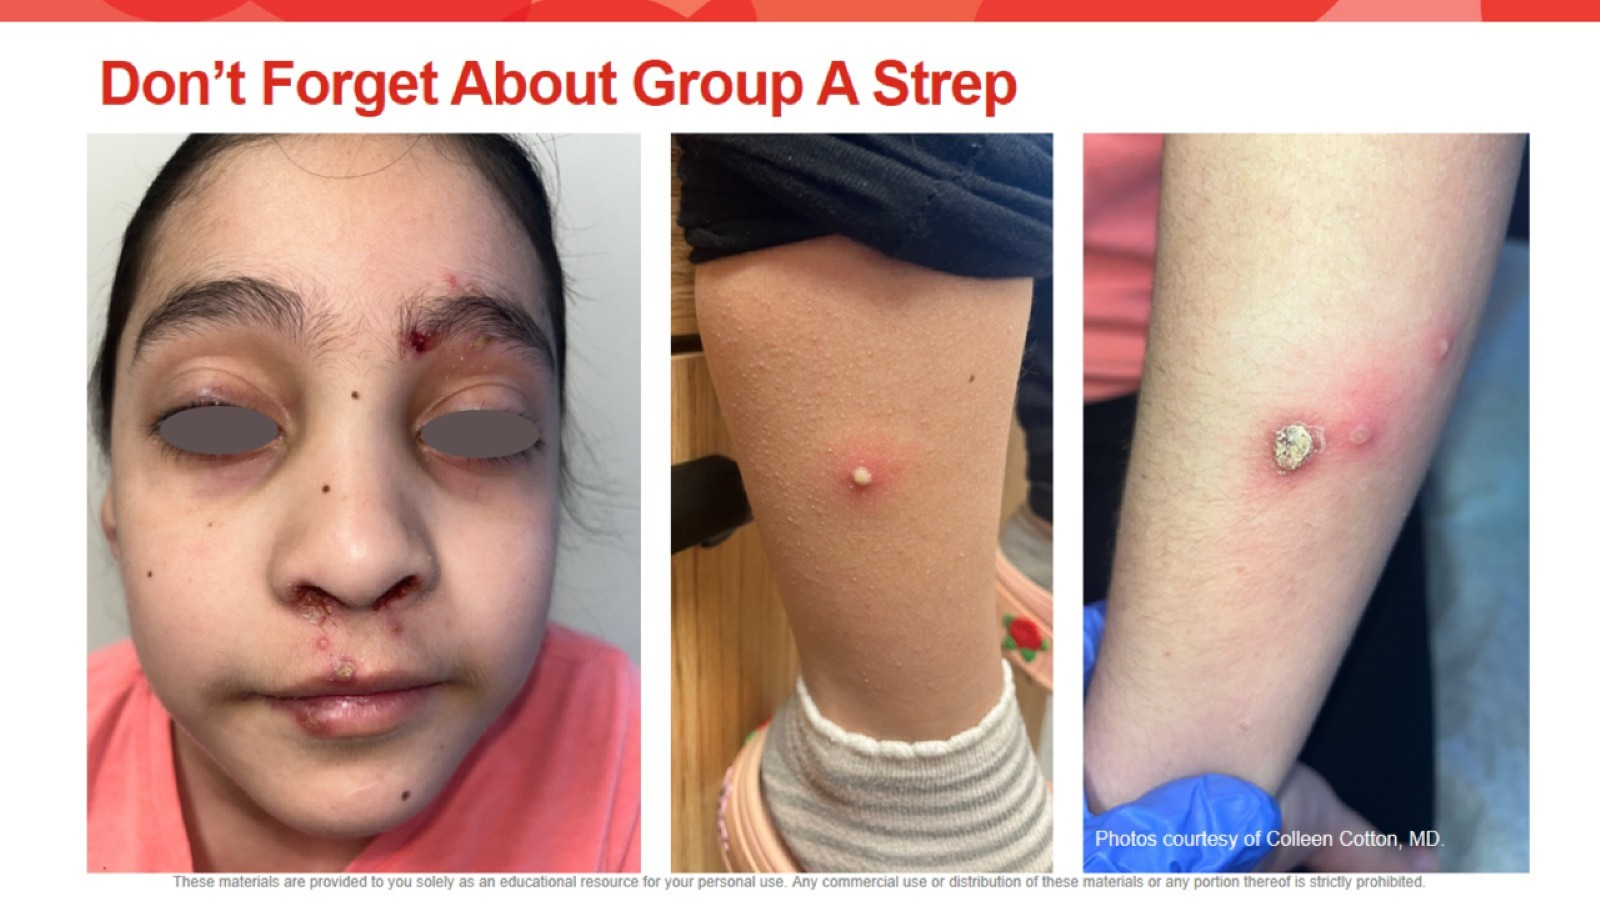 Don't Forget About Group A Strep
Photos courtesy of Colleen Cotton, MD.
These materials are provided to you solely as an educational resource for your personal use. Any commercial use or distribution of these materials or any portion thereof is strictly prohibited.